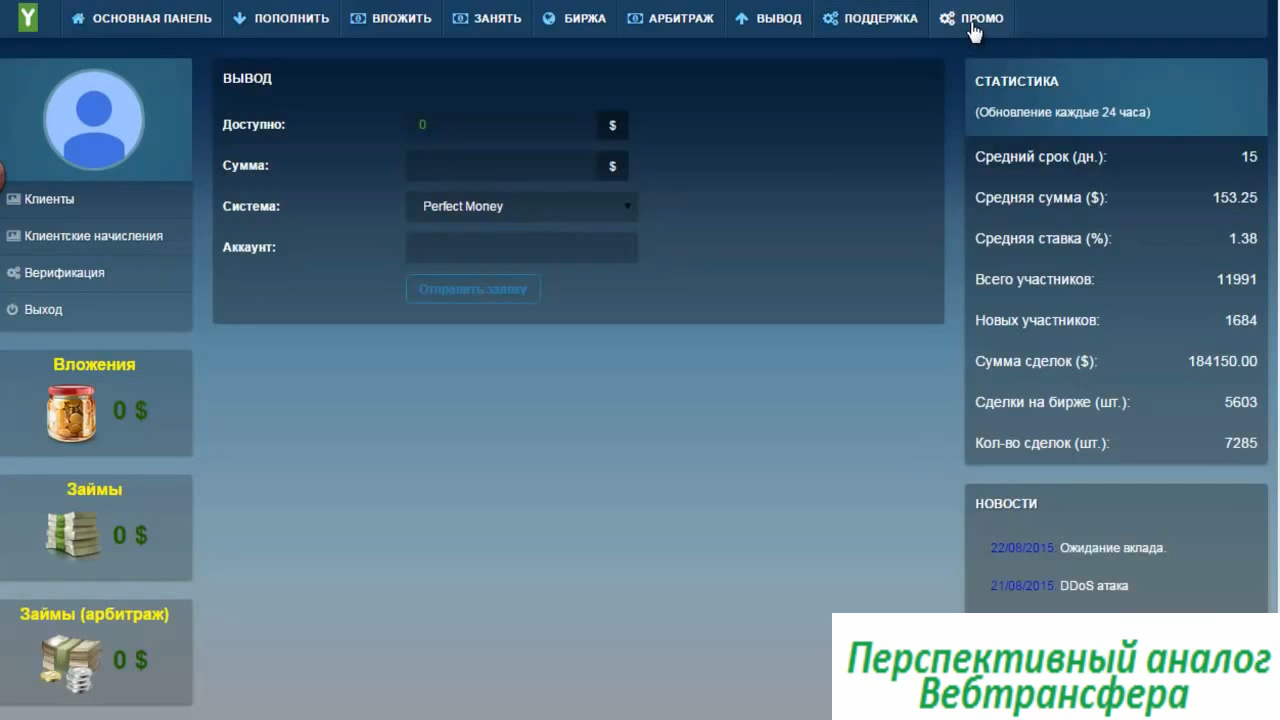 Y
ОСНОВНАЯ ПАНЕЛЬ
ПОПОЛНИТЬ
ВЛОЖИТЬ
ЗАНЯТЬ
БИРЖА
АРБИТРАЖ
ВЫВОД
ПОДДЕРЖКА
ПРОМО
Клиенты
Клиентские начисления
Верификация
Выход
Вложения
0 $
Займы
0 $
Займы (арбитраж)
0 $
ВЫВОД
Доступно: 0 $
Сумма: $
Система: Perfect Money
Аккаунт:
Отправить заявку
СТАТИСТИКА
(Обновление каждые 24 часа)
Средний срок (дн.): 15
Средняя сумма ($): 153.25
Средняя ставка (%): 1.38
Всего участников: 11991
Новых участников: 1684
Сумма сделок ($): 184150.00
Сделки на бирже (шт.): 5603
Кол-во сделок (шт.): 7285
НОВОСТИ
22/08/2015 Ожидание вклада.
21/08/2015 DDoS атака
Перспективный аналог
Вебтрансфера